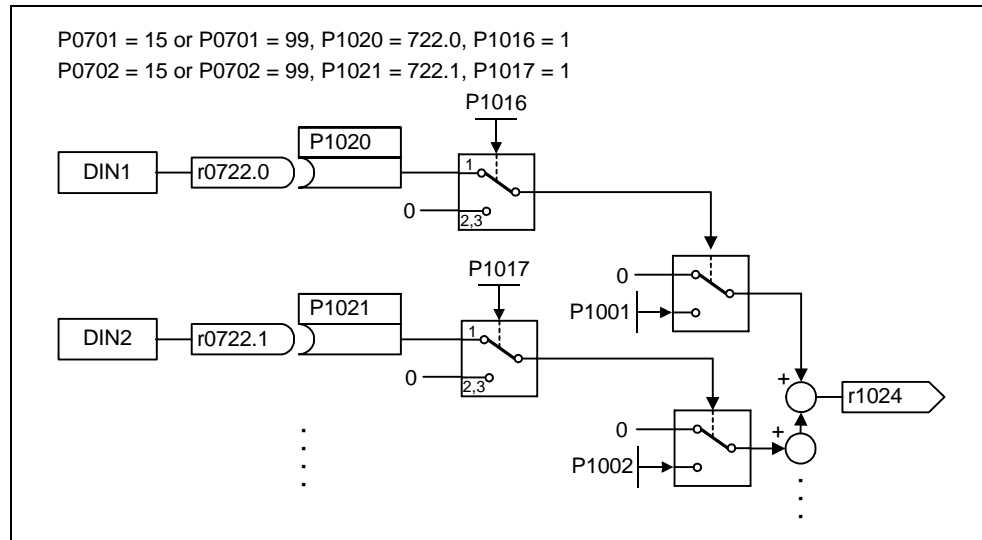 P0701 = 15 or P0701 = 99, P1020 = 722.0, P1016 = 1
P0702 = 15 or P0702 = 99, P1021 = 722.1, P1017 = 1
P1016
P1020
DIN1
r0722.0
1
0
2,3
P1017
0
P1021
P1001
DIN2
r0722.1
1
0
2,3
+
r1024
0
+
P1002